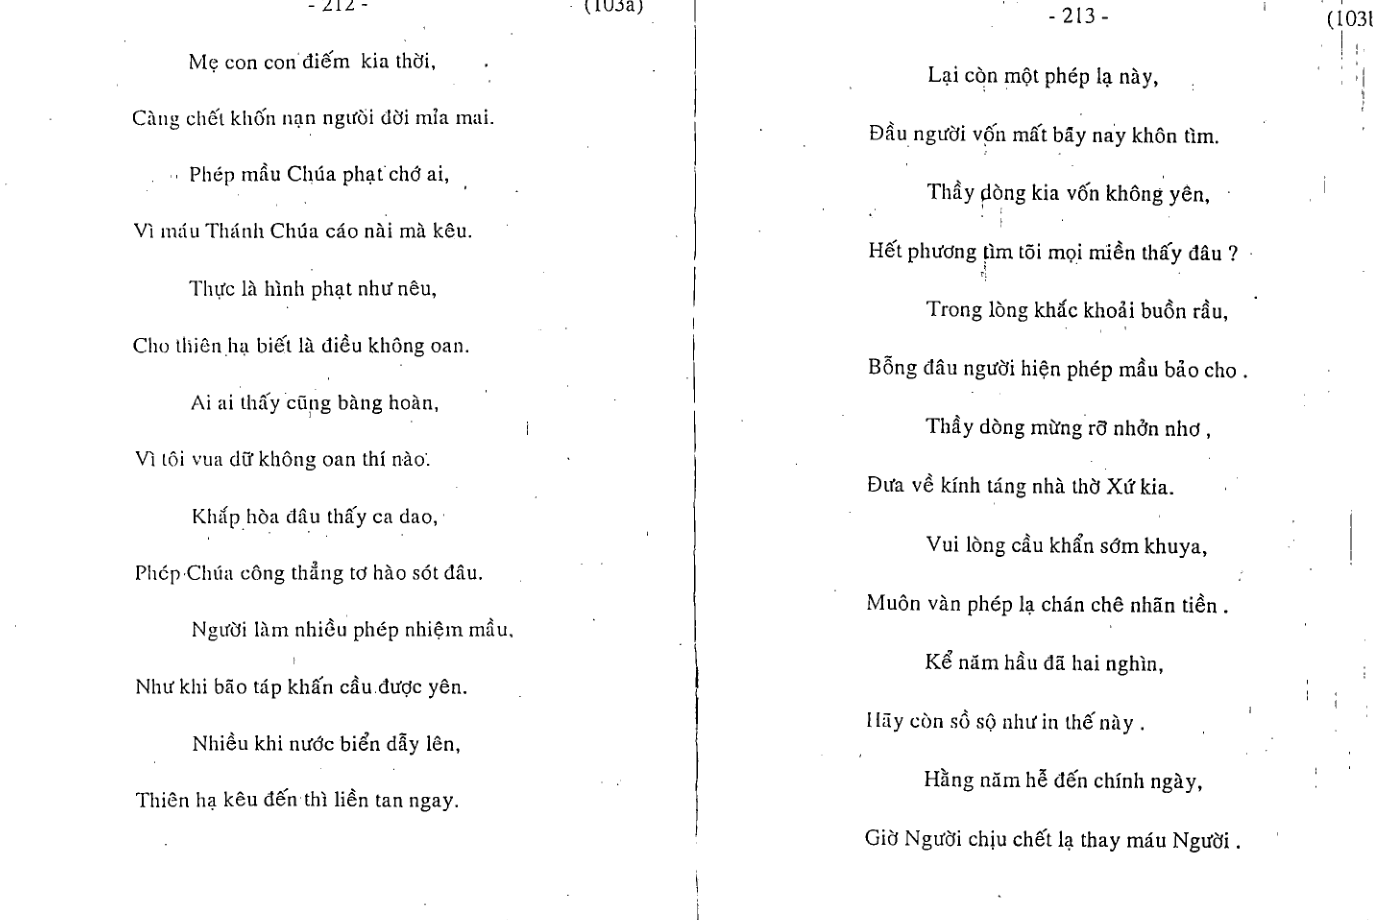 - 212 -
(103a)
Mẹ con con điếm kia thời,
Càng chết khốn nạn người đời mỉa mai.
Phép mầu Chúa phạt chớ ai,
Vì máu Thánh Chúa cáo nài mà kêu.
Thực là hình phạt như nêu,
Cho thiên hạ biết là điều không oan.
Ai ai thấy cũng bàng hoàn,
Vì tôi vua dữ không oan thí nào.
Khắp hòa đâu thấy ca dao,
Phép Chúa công thẳng tơ hào sót đâu.
Người làm nhiều phép nhiệm mầu,
Như khi bão táp khấn cầu được yên.
Nhiều khi nước biển dẫy lên,
Thiên hạ kêu đến thì liền tan ngay.
- 213 -
(103b
Lại còn một phép lạ này,
Đầu người vốn mất bấy nay khôn tìm.
Thầy dòng kia vốn không yên,
Hết phương tìm tõi mọi miền thấy đâu ?
Trong lòng khắc khoải buồn rầu,
Bỗng đâu người hiện phép mầu bảo cho .
Thầy dòng mừng rỡ nhởn nhơ ,
Đưa về kính táng nhà thờ Xứ kia.
Vui lòng cầu khẩn sớm khuya,
Muôn vàn phép lạ chán chê nhãn tiền .
Kể năm hầu đã hai nghìn,
Hãy còn sồ sộ như in thế này .
Hằng năm hễ đến chính ngày,
Giờ Người chịu chết lạ thay máu Người .